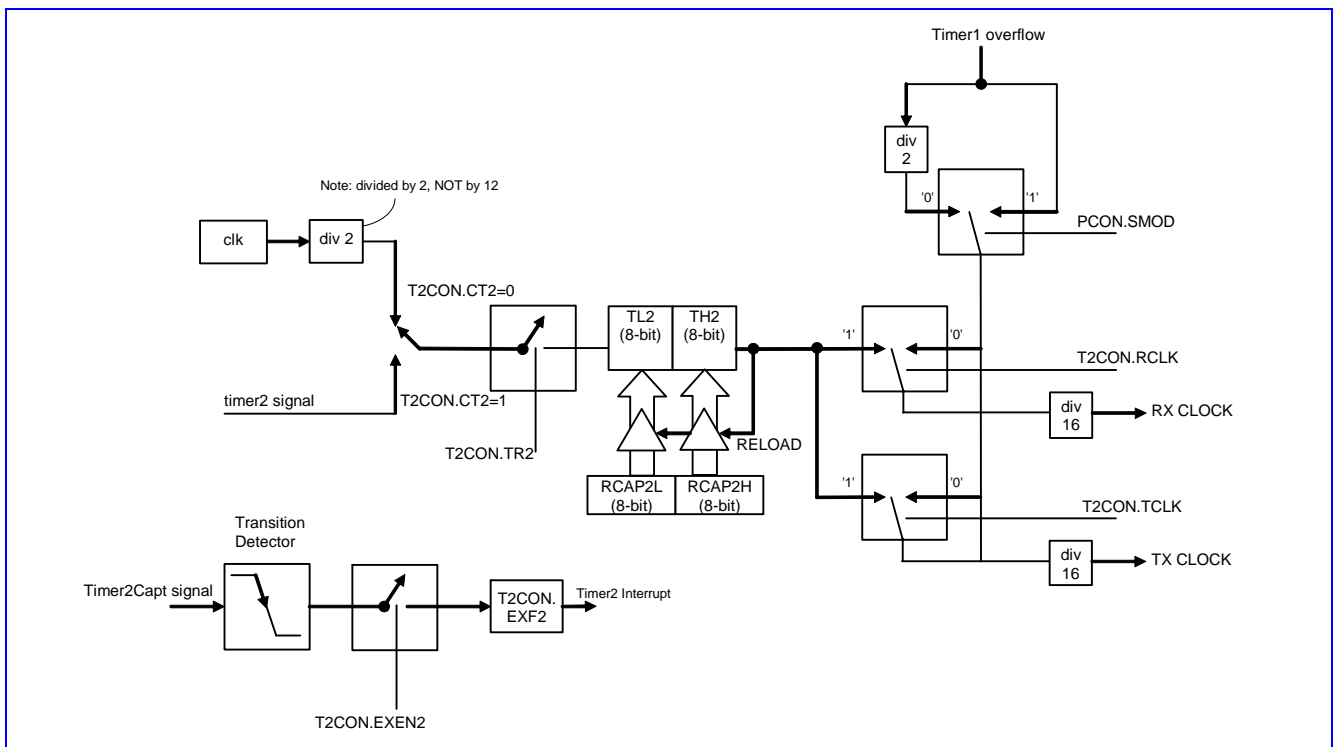 Timer1 overflow
div
2
Note: divided by 2, NOT by 12
'0'
'1'
PCON.SMOD
clk
div 2
T2CON.CT2=0
TL2
(8-bit)
TH2
(8-bit)
'1'
'0'
T2CON.RCLK
timer2 signal
T2CON.CT2=1
div
16
RX CLOCK
T2CON.TR2
RELOAD
RCAP2L
(8-bit)
RCAP2H
(8-bit)
'1'
'0'
T2CON.TCLK
div
16
TX CLOCK
Transition
Detector
Timer2Capt signal
T2CON.
EXF2
Timer2 Interrupt
T2CON.EXEN2